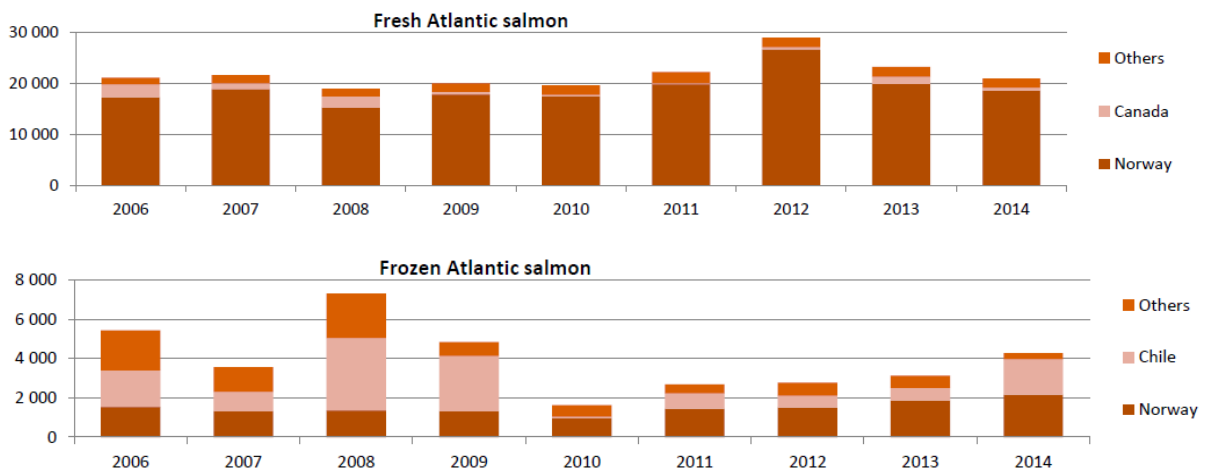 Fresh Atlantic salmon
30 000
20 000
10 000
0
2006 2007 2008 2009 2010 2011 2012 2013 2014
Others
Canada
Norway
Frozen Atlantic salmon
8 000
6 000
4 000
2 000
0
2006 2007 2008 2009 2010 2011 2012 2013 2014
Others
Chile
Norway